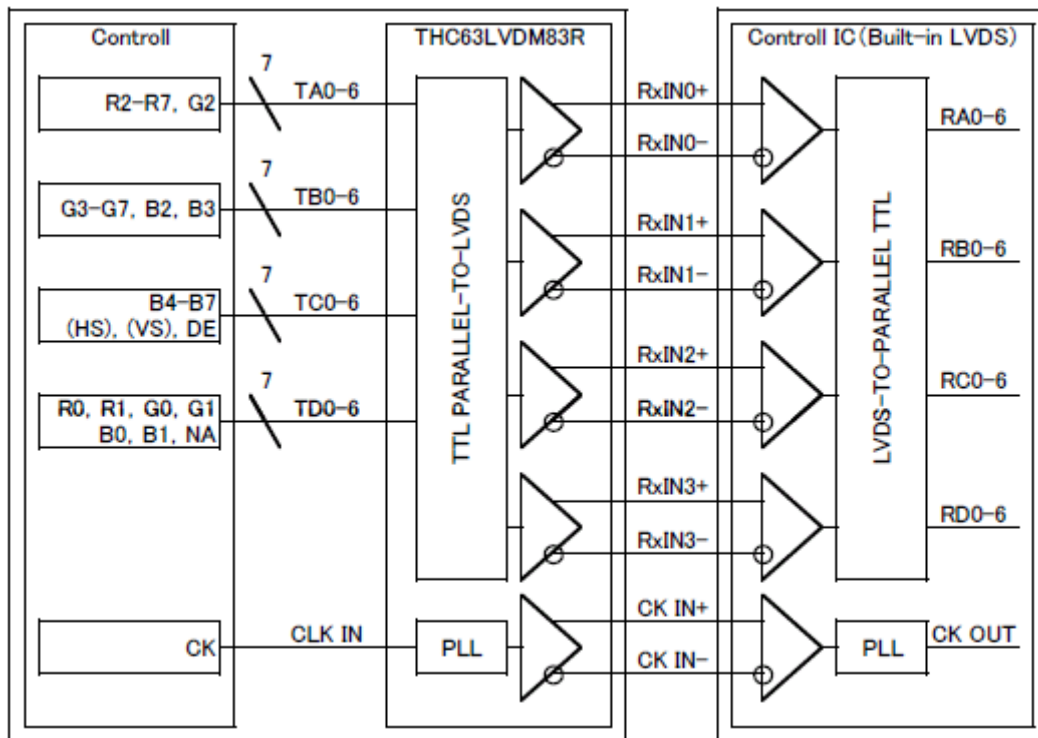 Controll
THC63LVDM83R
Controll IC(Built-in LVDS)
R2-R7, G2
7
TA0-6
G3-G7, B2, B3
7
TB0-6
B4-B7
(HS), (VS), DE
7
TC0-6
R0, R1, G0, G1
B0, B1, NA
7
TD0-6
CK
CLK IN
TTL PARALLEL-TO-LVDS
PLL
RxIN0+
RxIN0-
RxIN1+
RxIN1-
RxIN2+
RxIN2-
RxIN3+
RxIN3-
CK IN+
CK IN-
LVDS-TO-PARALLEL TTL
PLL
RA0-6
RB0-6
RC0-6
RD0-6
CK OUT